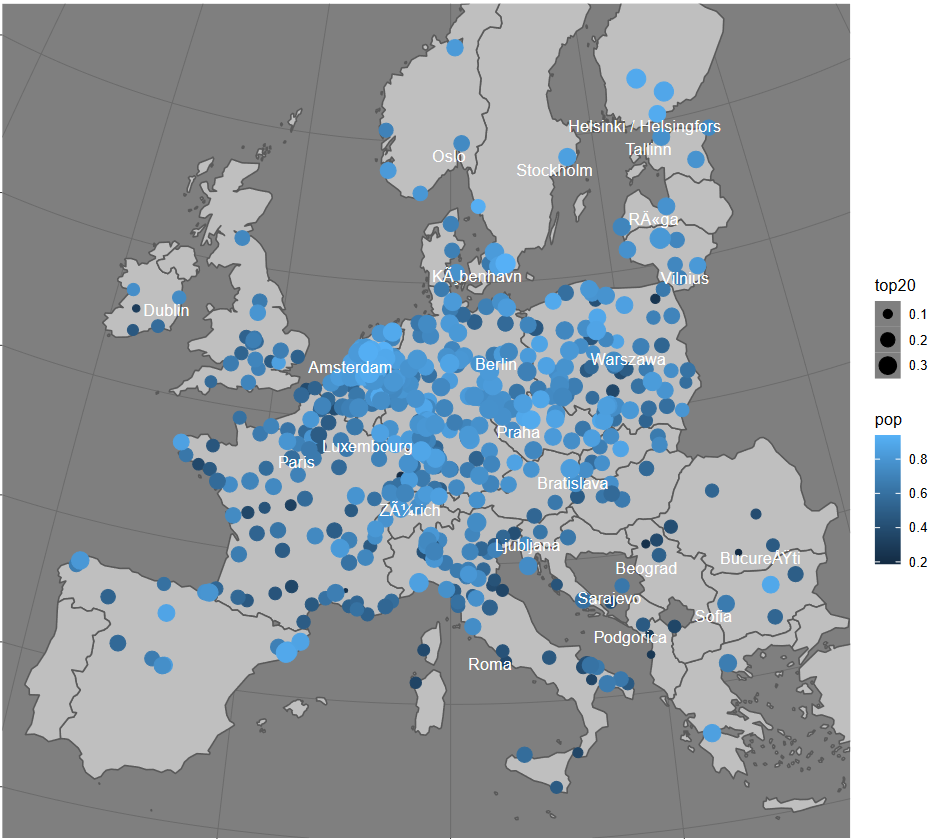 Helsinki / Helsingfors
Tallinn
Oslo
Stockholm
RÄ«ga
KÃ¸benhavn
Vilnius
Dublin
Amsterdam
Berlin
Warszawa
Praha
Luxembourg
Paris
Bratislava
ZÃ¼rich
Ljubljana
BucureÅŸti
Beograd
Sarajevo
Sofia
Podgorica
Roma
top20
0.1
0.2
0.3
pop
0.8
0.6
0.4
0.2